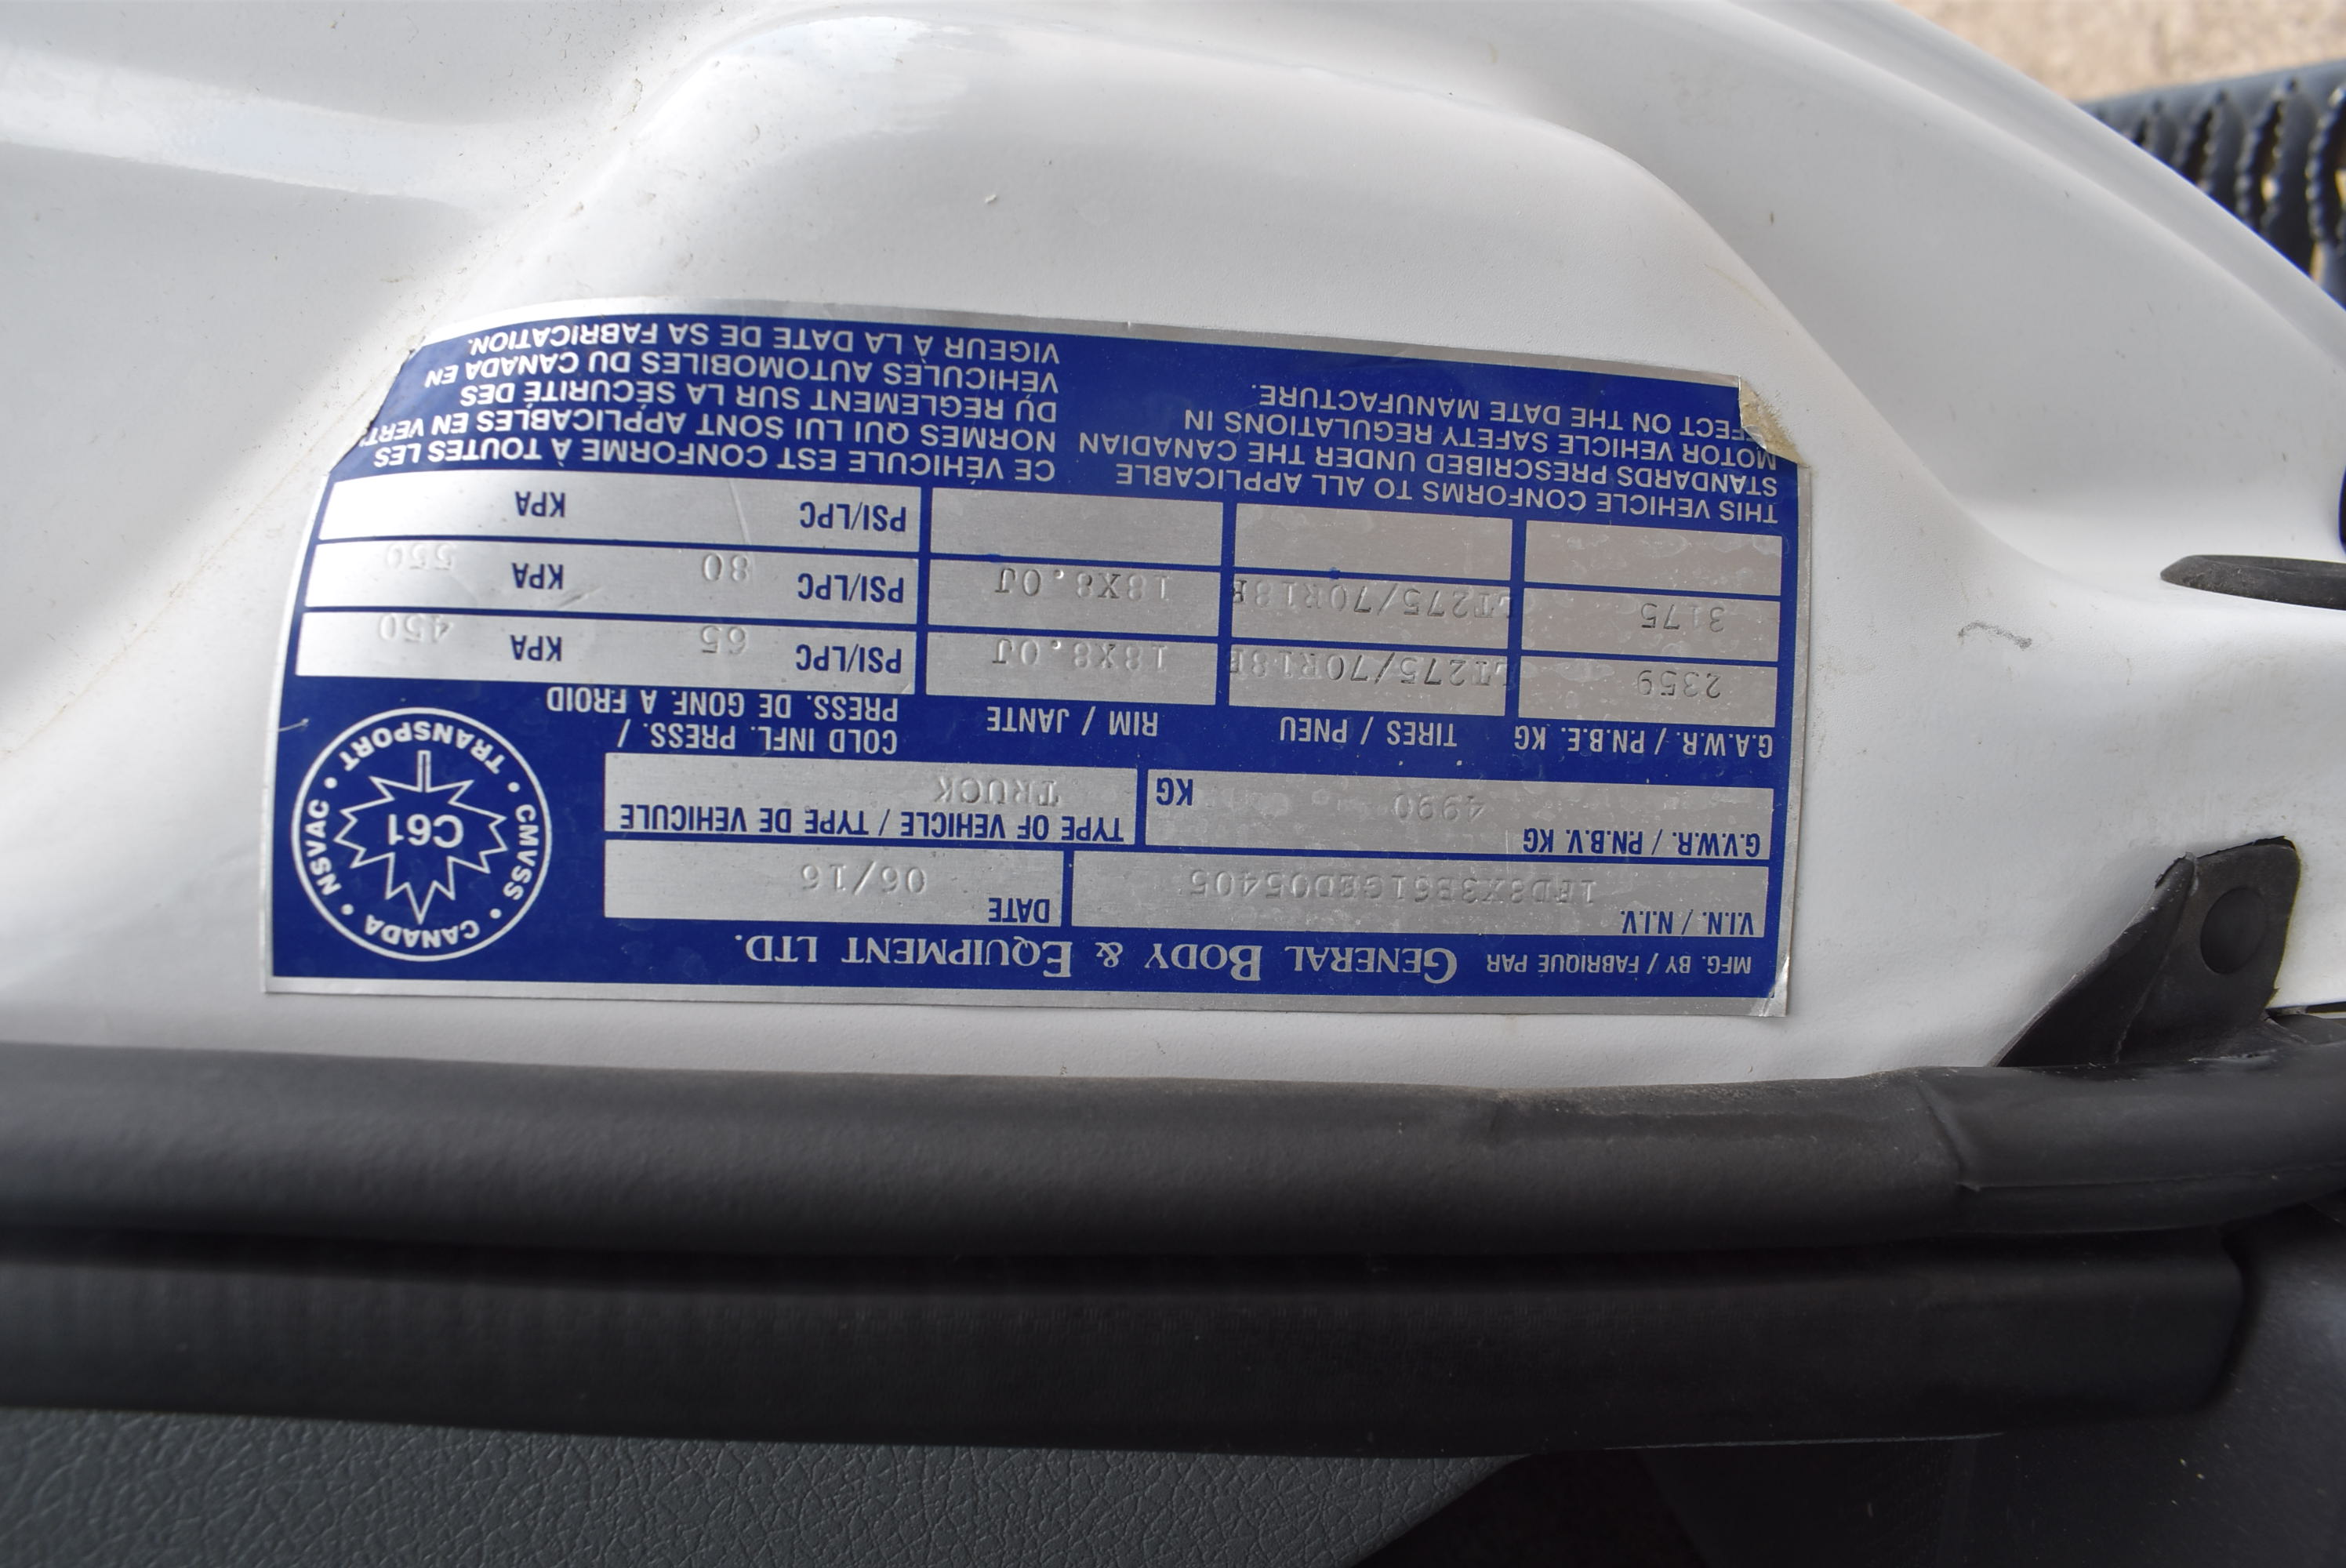 MFG. BY / FABRIQUE PAR GENERAL BODY & EQUIPMENT LTD.
V.I.N. / N.I.V. 1FD8X3B61GED05405
DATE 06/16
G.V.W.R. / P.N.B.V. KG 4990 KG
TYPE OF VEHICLE / TYPE DE VEHICULE TRUCK
CANADA • CMVSS • TRANSPORT • NSVAC •
C61
G.A.W.R. / P.N.B.E. KG TIRES / PNEU RIM / JANTE COLD INFL. PRESS. /
PRESS. DE GONF. A FROID
2359 LT275/70R18E 18X8.0J PSI/LPC 65 KPA 450
3175 LT275/70R18E 18X8.0J PSI/LPC 80 KPA 550
PSI/LPC KPA
THIS VEHICLE CONFORMS TO ALL APPLICABLE
STANDARDS PRESCRIBED UNDER THE CANADIAN
MOTOR VEHICLE SAFETY REGULATIONS IN
EFFECT ON THE DATE MANUFACTURE.
CE VÉHICULE EST CONFORME À TOUTES LES
NORMES QUI LUI SONT APPLICABLES EN VERTU
DU REGLEMENT SUR LA SÉCURITÉ DES
VEHICULES AUTOMOBILES DU CANADA EN
VIGEUR À LA DATE DE SA FABRICATION.